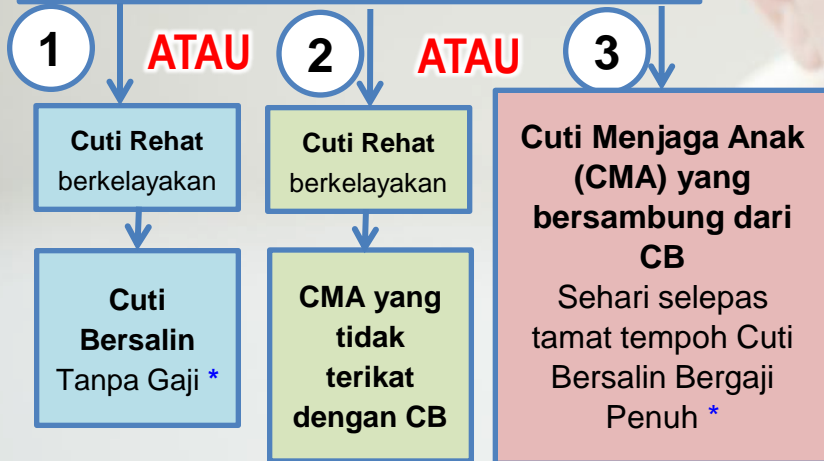 1
ATAU
2
ATAU
3
Cuti Rehat
berkelayakan
Cuti
Bersalin
Tanpa Gaji *
Cuti Rehat
berkelayakan
CMA yang
tidak
terikat
dengan CB
Cuti Menjaga Anak
(CMA) yang
bersambung dari
CB
Sehari selepas
tamat tempoh Cuti
Bersalin Bergaji
Penuh *